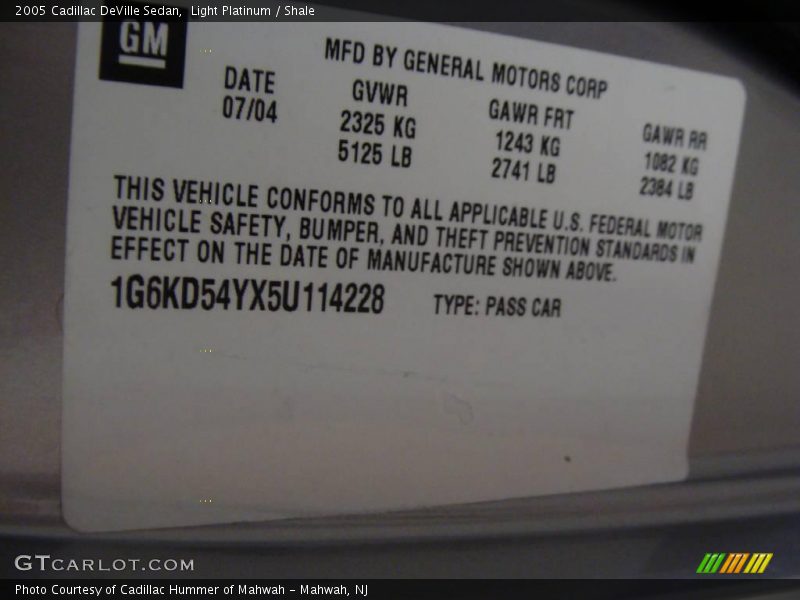 2005 Cadillac DeVille Sedan, Light Platinum / Shale
GM
MFD BY GENERAL MOTORS CORP
DATE GVWR GAWR FRT GAWR RR
07/04 2325 KG 1243 KG 1082 KG
5125 LB 2741 LB 2384 LB
THIS VEHICLE CONFORMS TO ALL APPLICABLE U.S. FEDERAL MOTOR
VEHICLE SAFETY, BUMPER, AND THEFT PREVENTION STANDARDS IN
EFFECT ON THE DATE OF MANUFACTURE SHOWN ABOVE.
1G6KD54YX5U114228 TYPE: PASS CAR
GTCARLOT.COM
Photo Courtesy of Cadillac Hummer of Mahwah - Mahwah, NJ